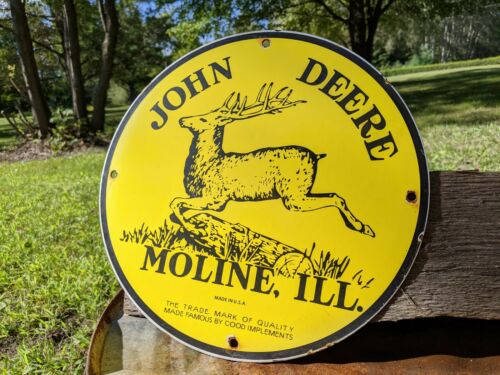 JOHN DEERE
MOLINE, ILL.
MADE IN U.S.A.
THE TRADE MARK OF QUALITY
MADE FAMOUS BY GOOD IMPLEMENTS